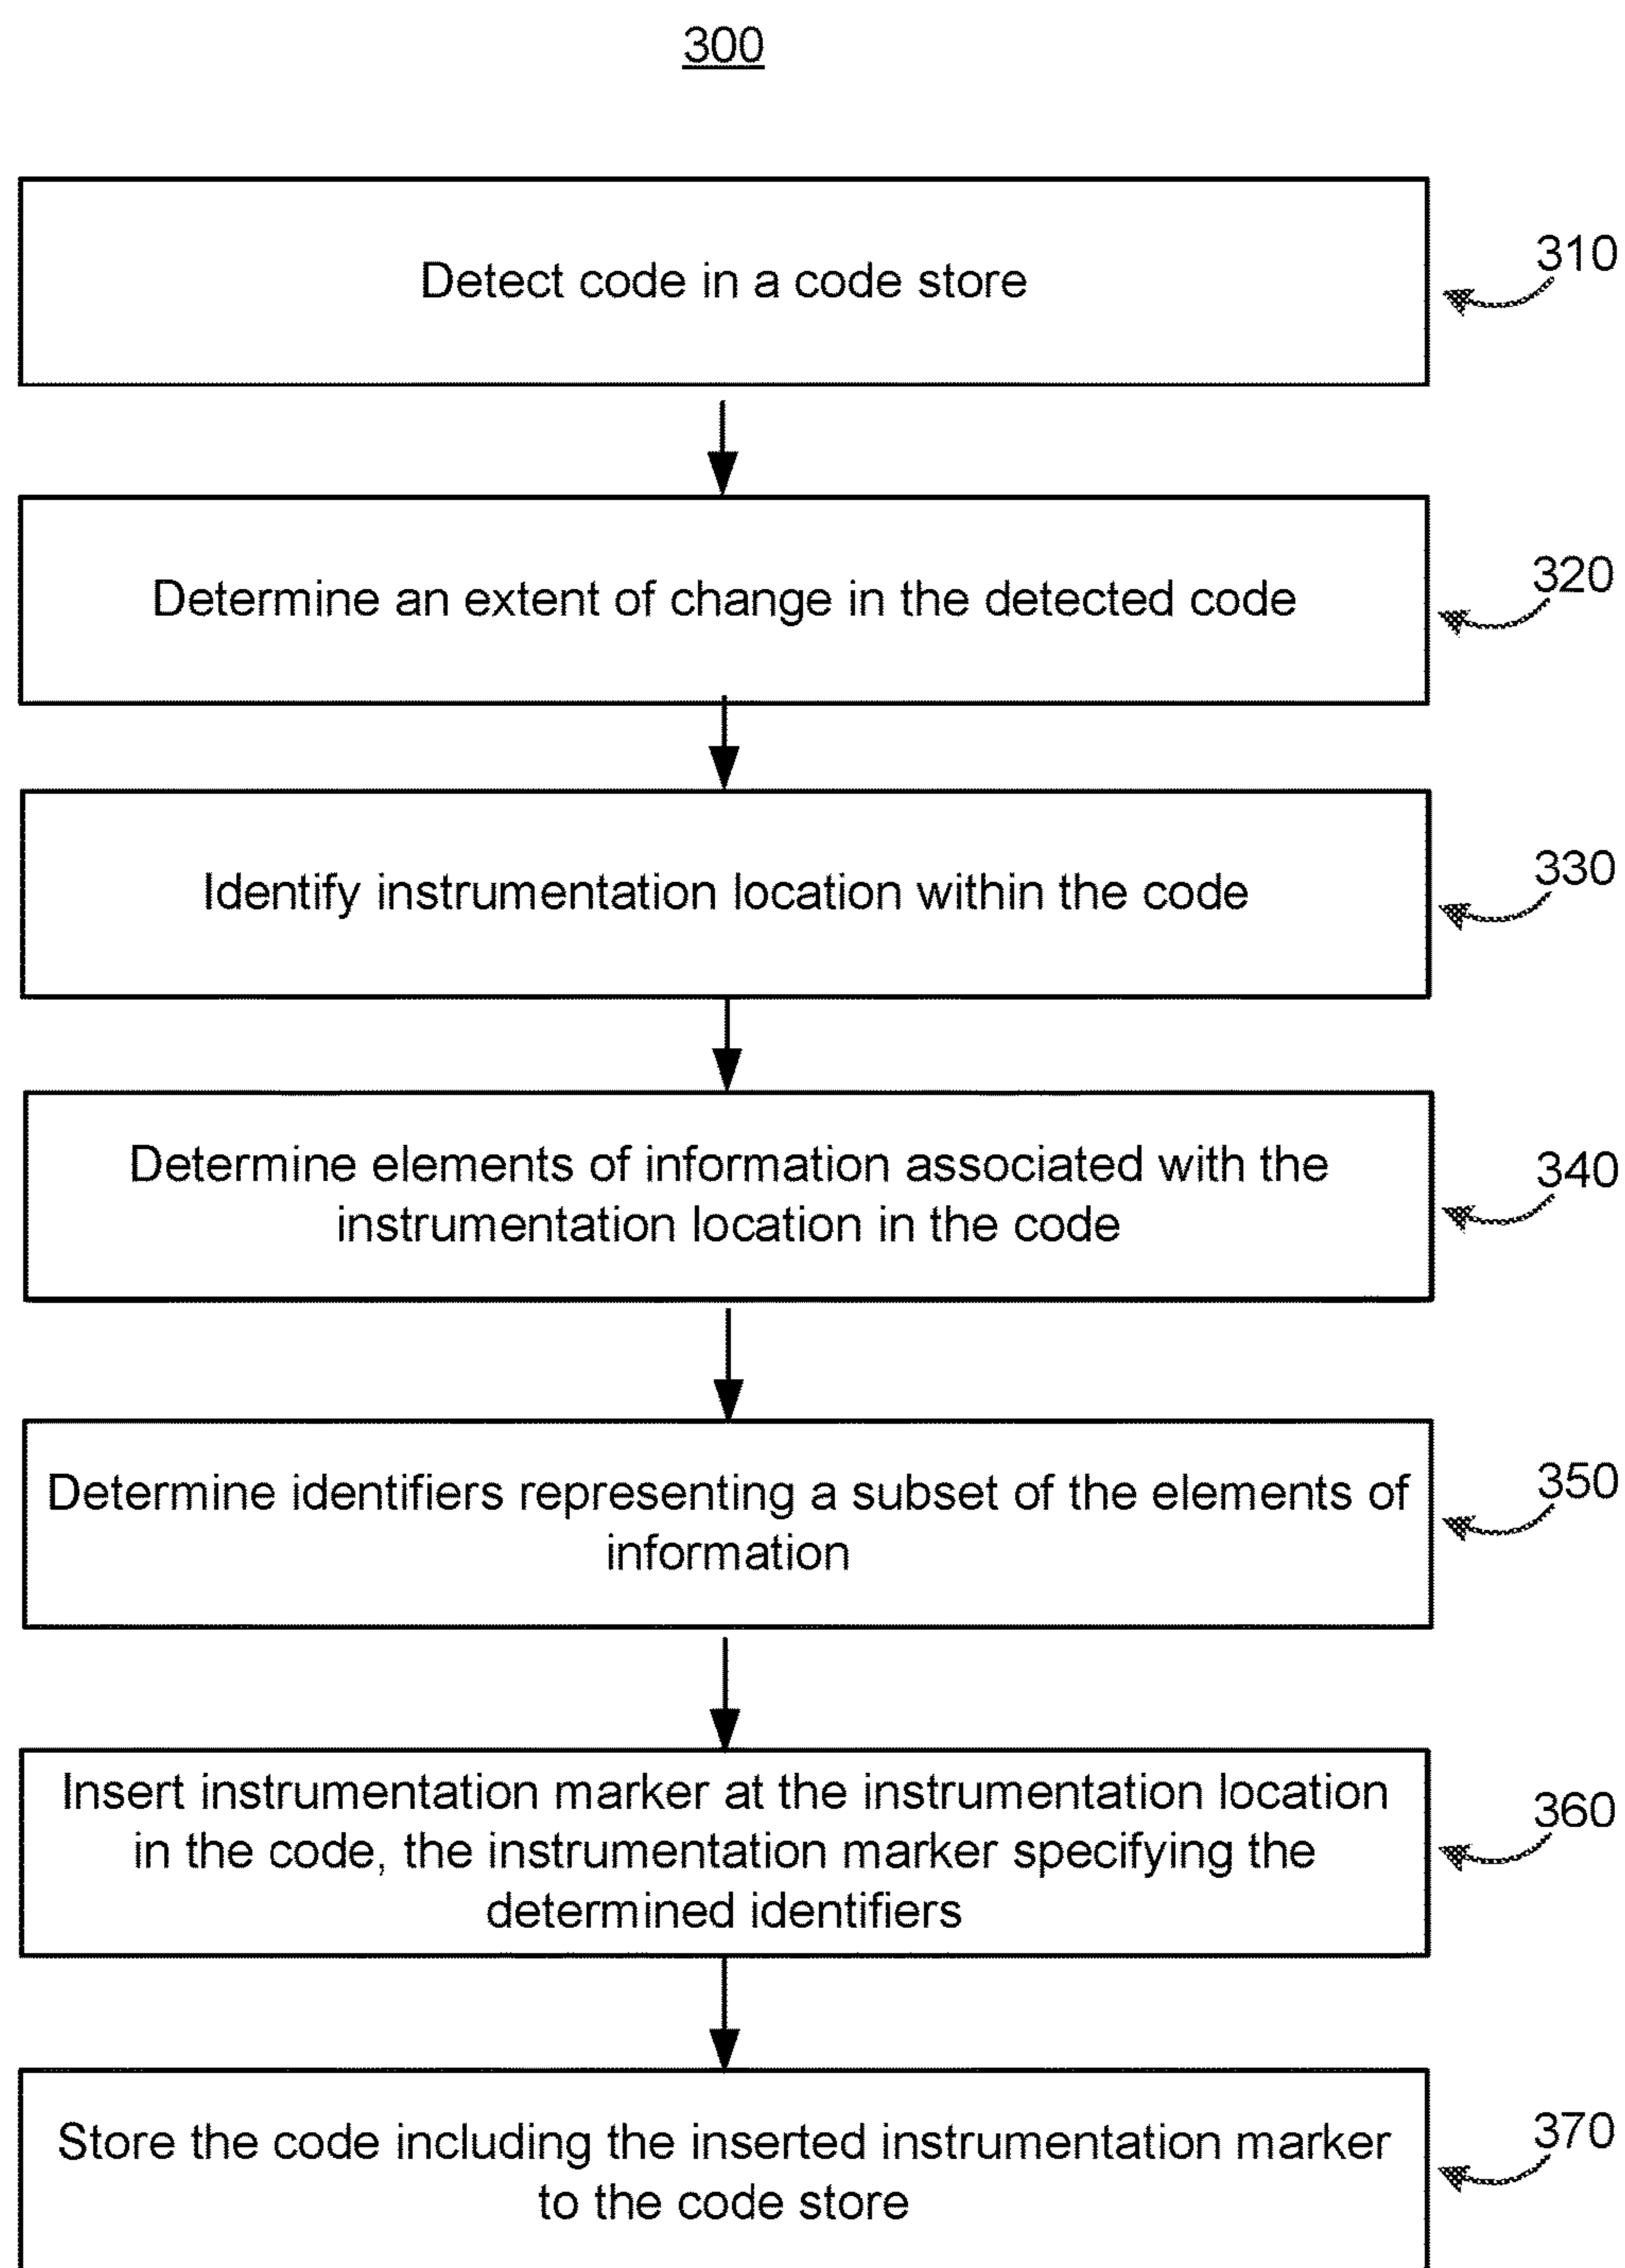 300
Detect code in a code store
310
Determine an extent of change in the detected code
320
Identify instrumentation location within the code
330
Determine elements of information associated with the
instrumentation location in the code
340
Determine identifiers representing a subset of the elements of
information
350
Insert instrumentation marker at the instrumentation location
in the code, the instrumentation marker specifying the
determined identifiers
360
Store the code including the inserted instrumentation marker
to the code store
370